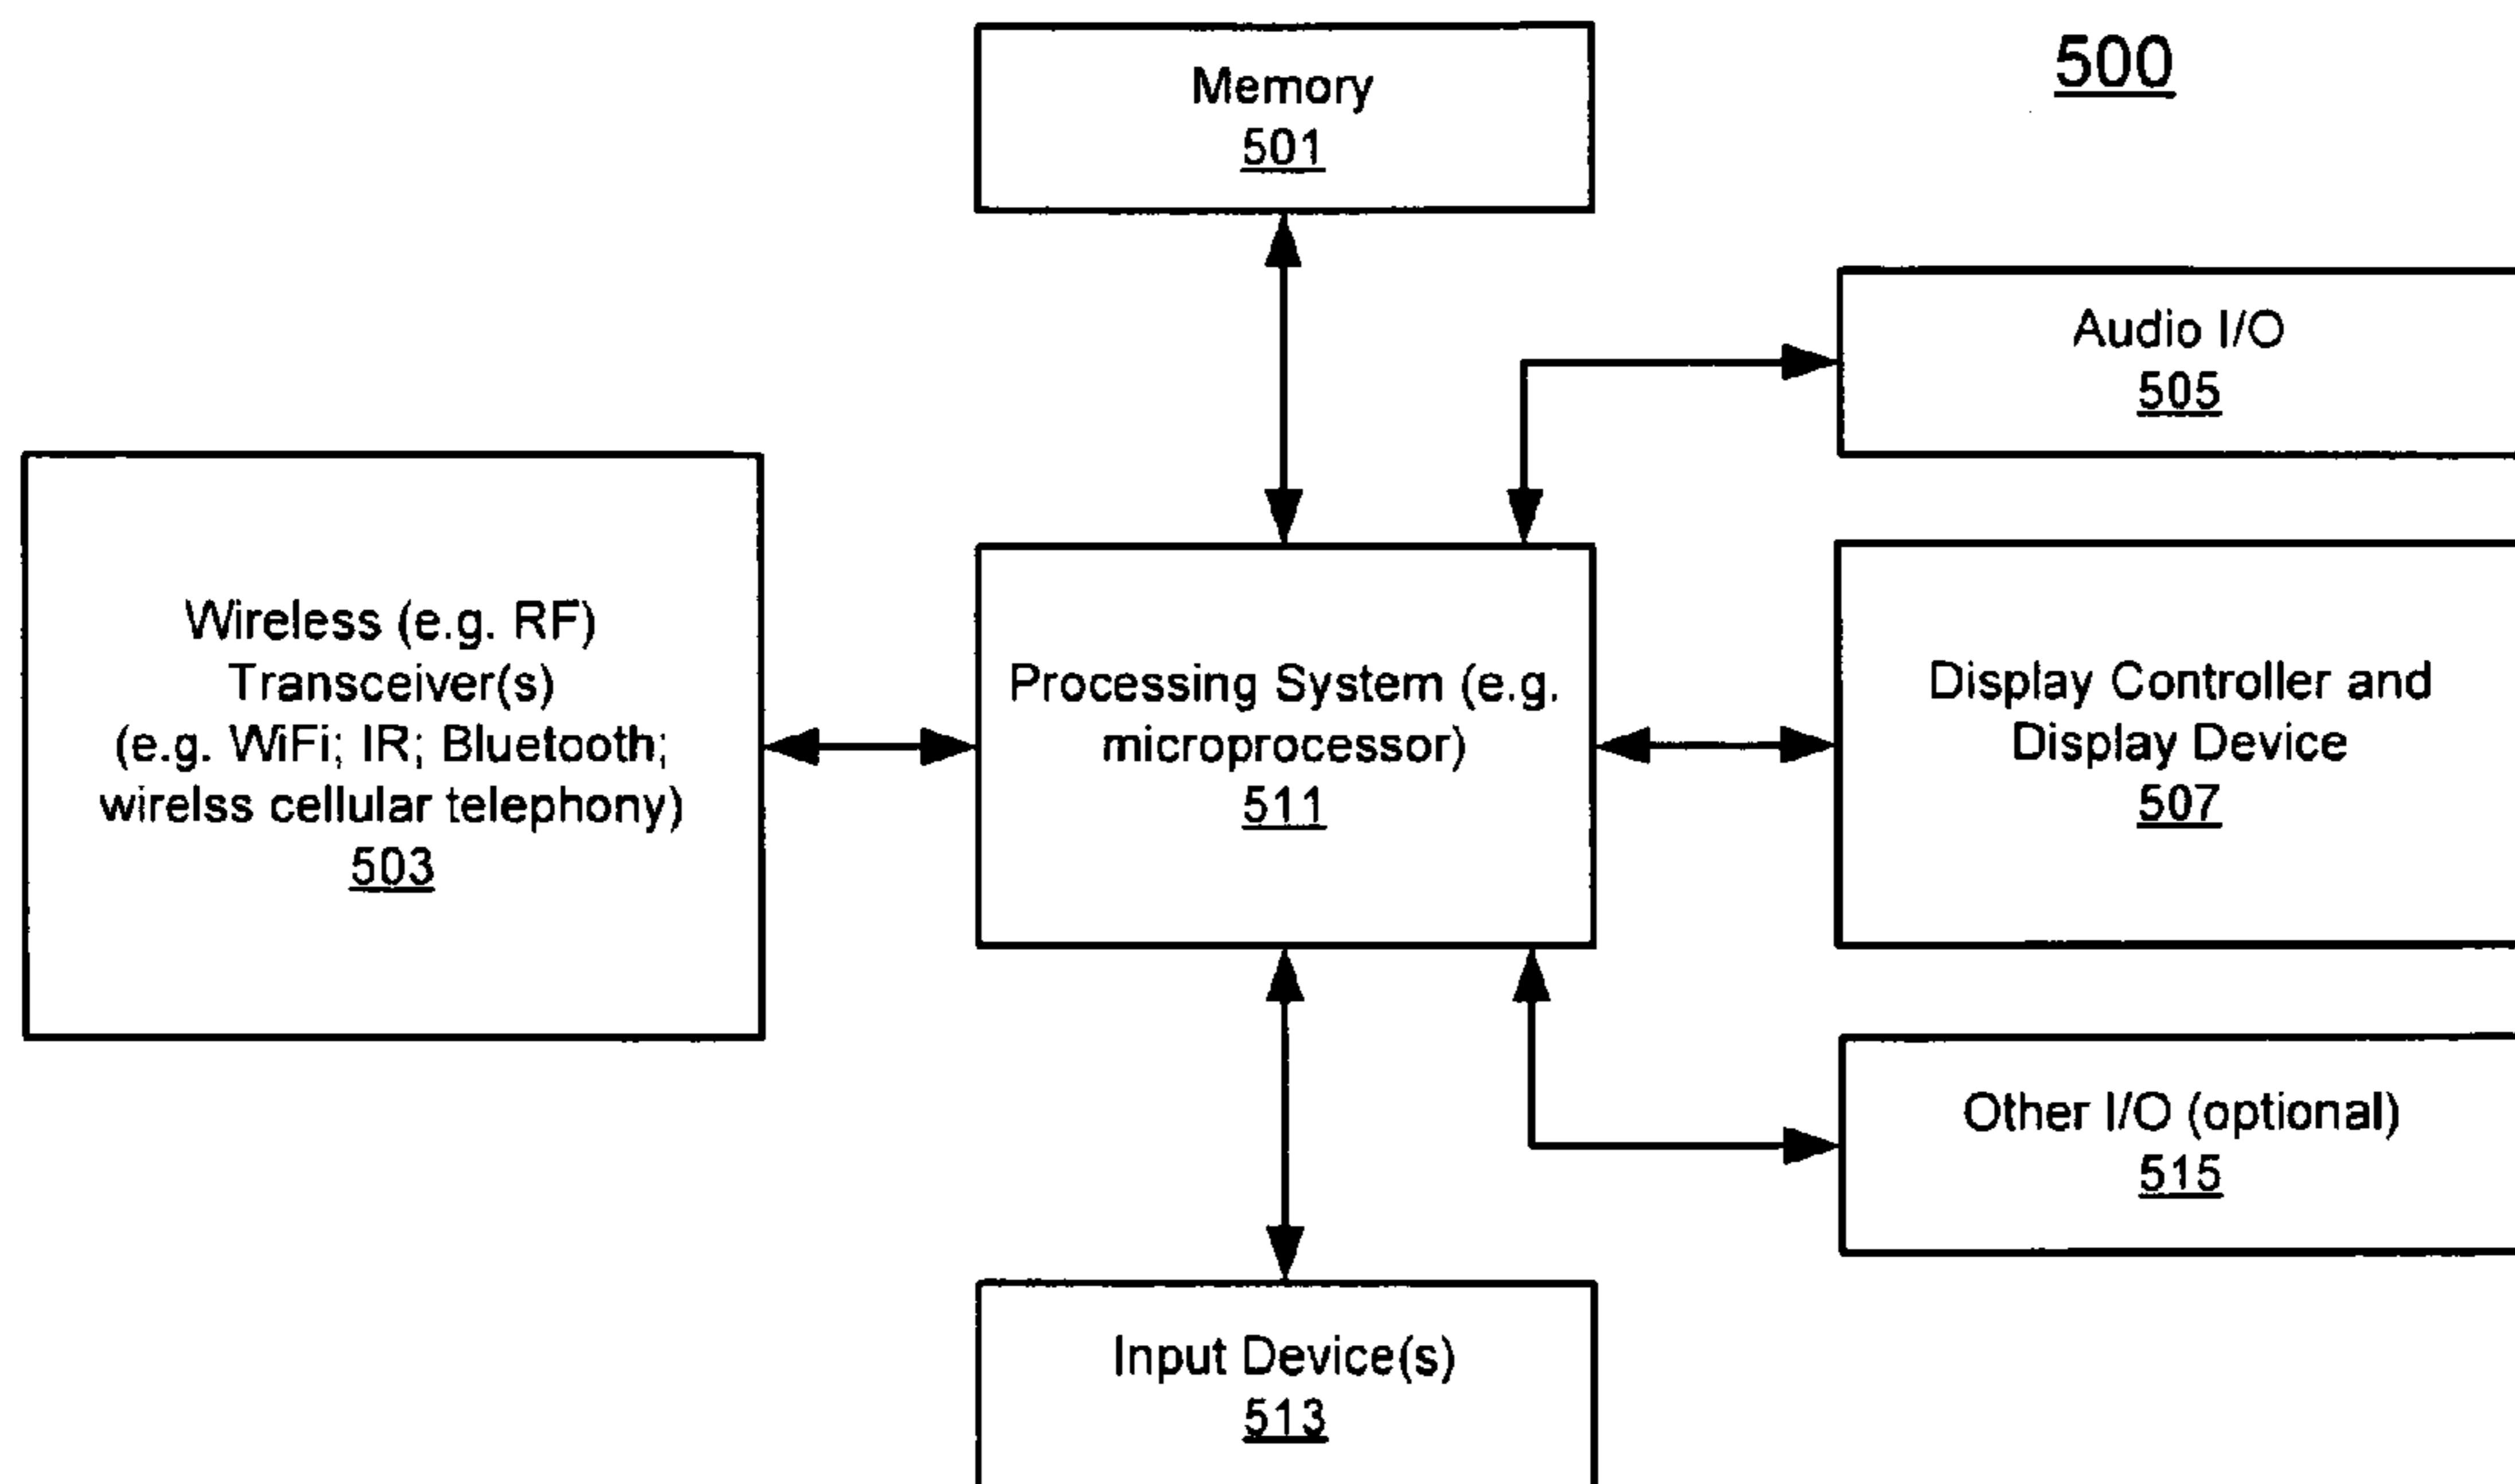 500
Memory
501
Audio I/O
505
Wireless (e.g. RF)
Transceiver(s)
(e.g. WiFi; IR; Bluetooth;
wirelss cellular telephony)
503
Processing System (e.g.
microprocessor)
511
Display Controller and
Display Device
507
Other I/O (optional)
515
Input Device(s)
513